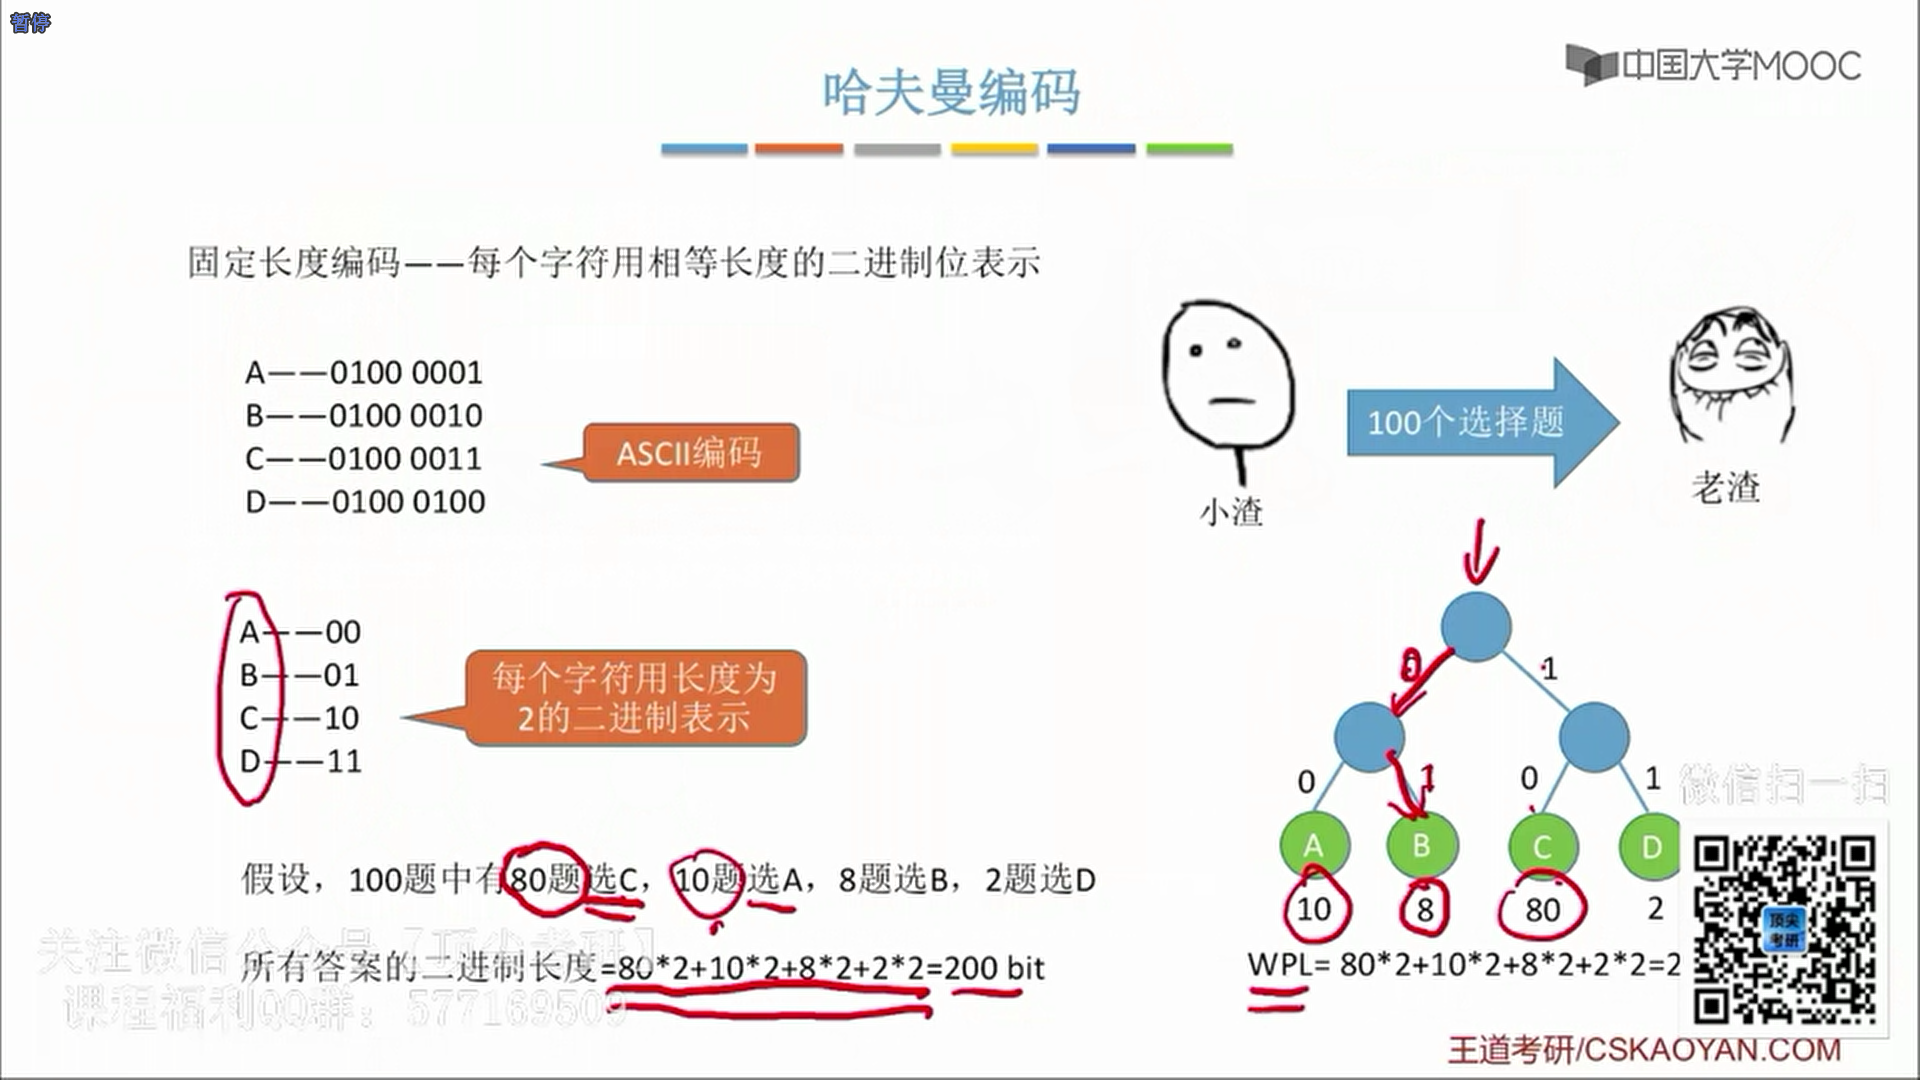 暂停
中国大学MOOC
哈夫曼编码
固定长度编码——每个字符用相等长度的二进制位表示
A——0100 0001
B——0100 0010
C——0100 0011
D——0100 0100
ASCII编码
100个选择题
小渣
老渣
A——00
B——01
C——10
D——11
每个字符用长度为
2的二进制表示
0 1
0 1 0 1
A B C D
10 8 80 2
微信扫一扫
顶尖
考研
假设，100题中有80题选C，10题选A，8题选B，2题选D
关注微信公众号【顶尖考研】
所有答案的二进制长度=80*2+10*2+8*2+2*2=200 bit
WPL= 80*2+10*2+8*2+2*2=2
课程福利QQ群：577169509
王道考研/CSKAOYAN.COM